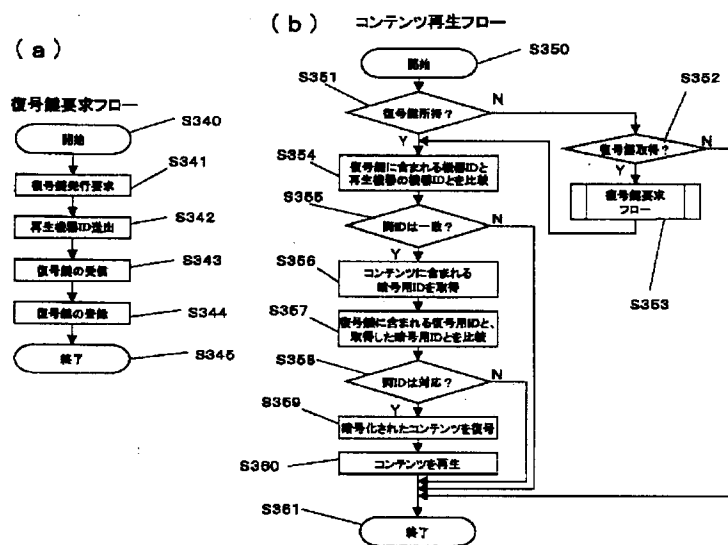 (a)
復号鍵要求フロー
開始
S340
復号鍵発行要求
S341
再生機器ID送出
S342
復号鍵の受信
S343
復号鍵の登録
S344
終了
S345
(b) コンテンツ再生フロー
開始
S350
S351
復号鍵所得?
N
Y
S352
復号鍵取得?
N
Y
復号鍵要求
フロー
S353
S354
復号鍵に含まれる機器IDと
再生機器の機器IDとを比較
S355
両IDは一致?
N
Y
S356
コンテンツに含まれる
暗号用IDを取得
S357
復号鍵に含まれる復号用IDと、
取得した暗号用IDとを比較
S358
両IDは対応?
N
Y
S359
暗号化されたコンテンツを復号
S360
コンテンツを再生
S361
終了